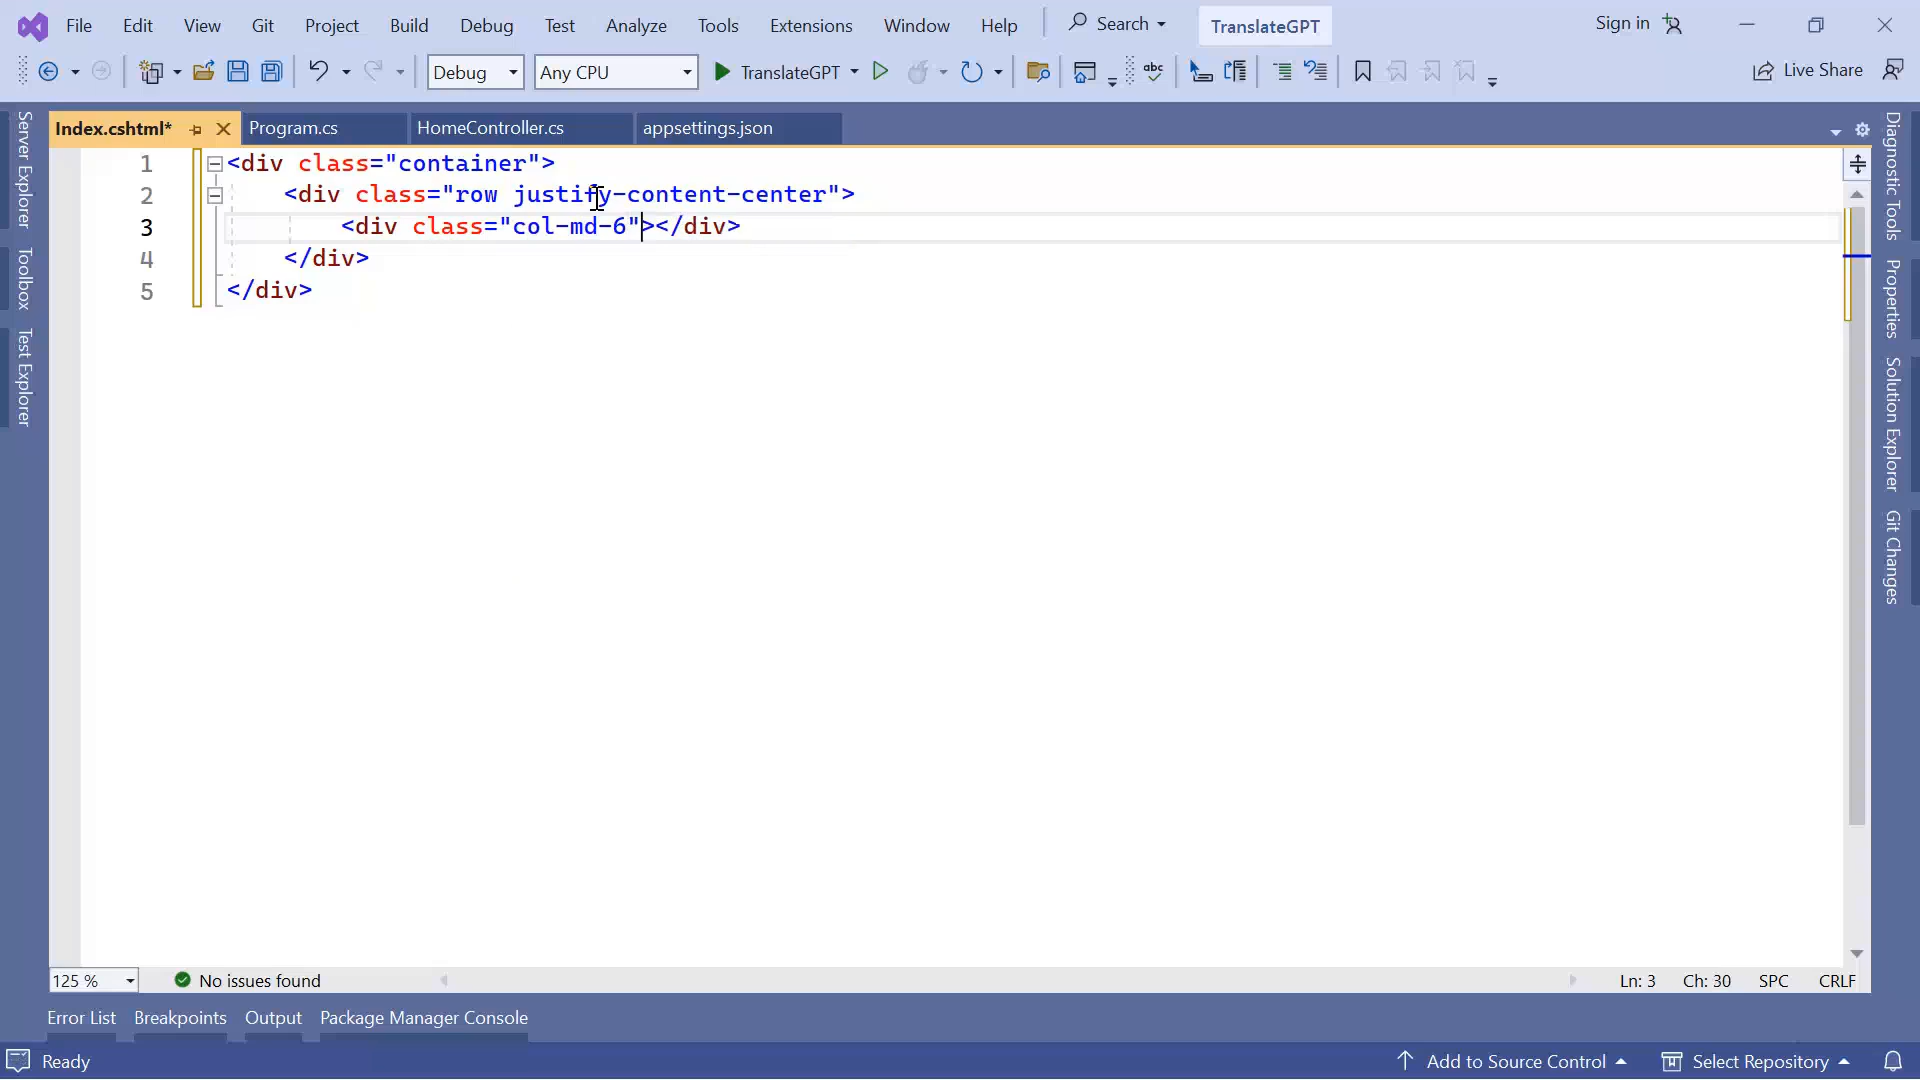 File Edit View Git Project Build Debug Test Analyze Tools Extensions Window Help Search TranslateGPT Sign in
Debug Any CPU TranslateGPT Live Share
Index.cshtml* Program.cs HomeController.cs appsettings.json
Server Explorer
Toolbox
Test Explorer
1 <div class="container">
2 <div class="row justify-content-center">
3 <div class="col-md-6"></div>
4 </div>
5 </div>
Diagnostic Tools
Properties
Solution Explorer
Git Changes
125 % No issues found Ln: 3 Ch: 30 SPC CRLF
Error List Breakpoints Output Package Manager Console
Ready Add to Source Control Select Repository